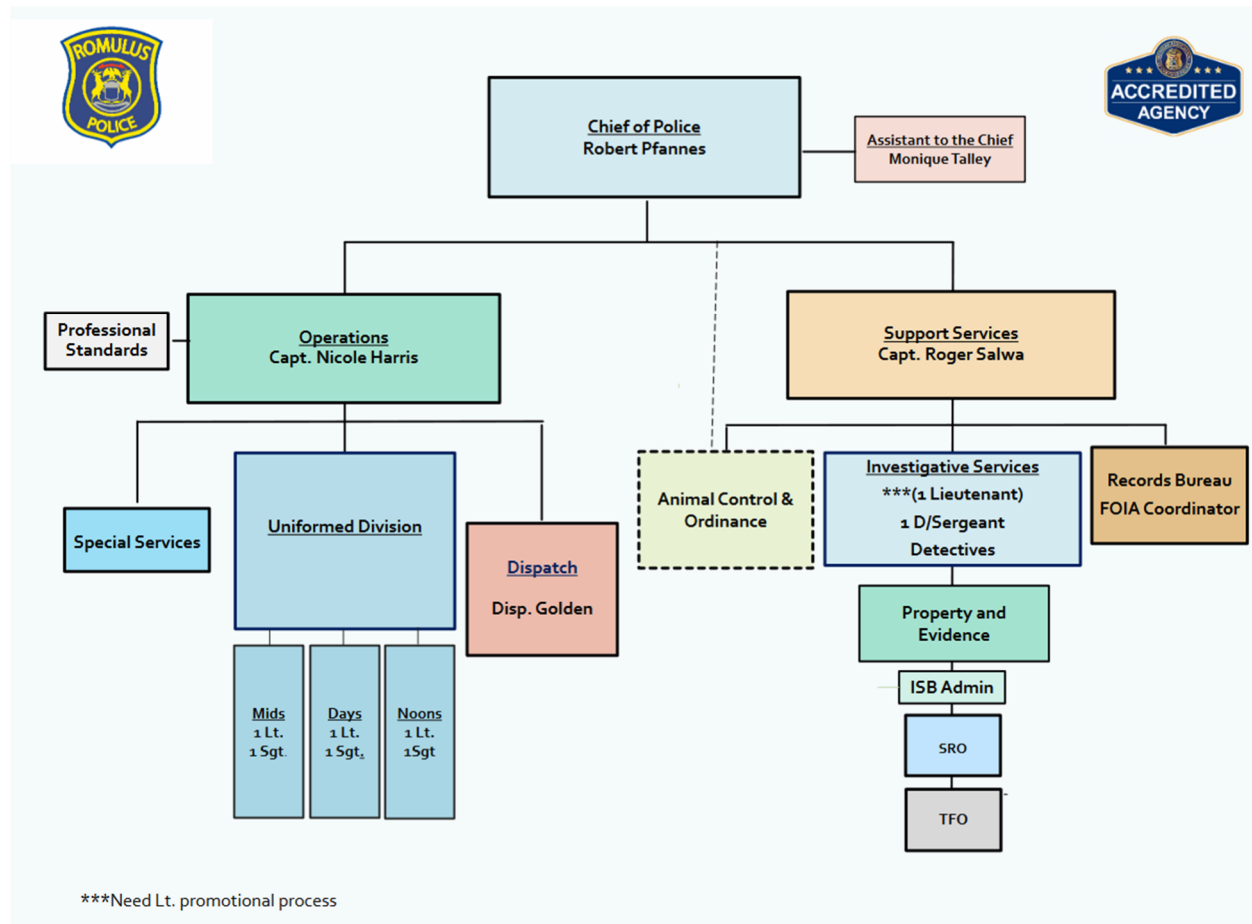 ROMULUS
POLICE
ACCREDITED
AGENCY
Chief of Police
Robert Pfannes
Assistant to the Chief
Monique Talley
Professional
Standards
Operations
Capt. Nicole Harris
Support Services
Capt. Roger Salwa
Special Services
Uniformed Division
Dispatch
Disp. Golden
Animal Control &
Ordinance
Investigative Services
***(1 Lieutenant)
1 D/Sergeant
Detectives
Records Bureau
FOIA Coordinator
Mids
1 Lt.
1 Sgt.
Days
1 Lt.
1 Sgt.
Noons
1 Lt.
1Sgt
Property and
Evidence
ISB Admin
SRO
TFO
***Need Lt. promotional process